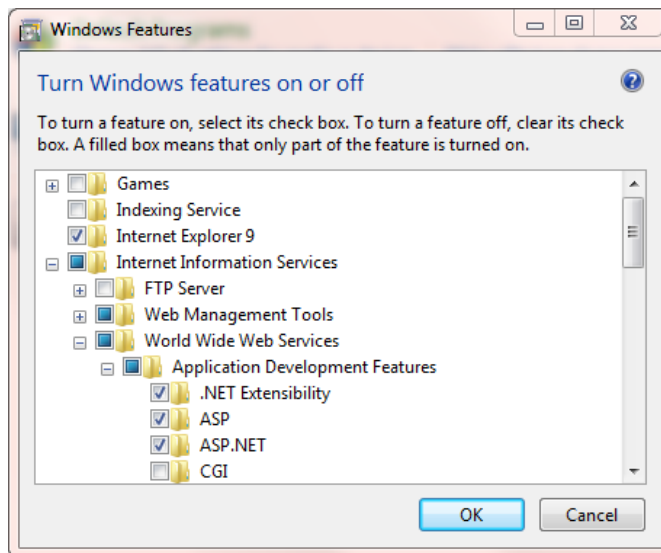 Windows Features
Turn Windows features on or off
To turn a feature on, select its check box. To turn a feature off, clear its check
box. A filled box means that only part of the feature is turned on.
Games
Indexing Service
Internet Explorer 9
Internet Information Services
FTP Server
Web Management Tools
World Wide Web Services
Application Development Features
.NET Extensibility
ASP
ASP.NET
CGI
OK Cancel